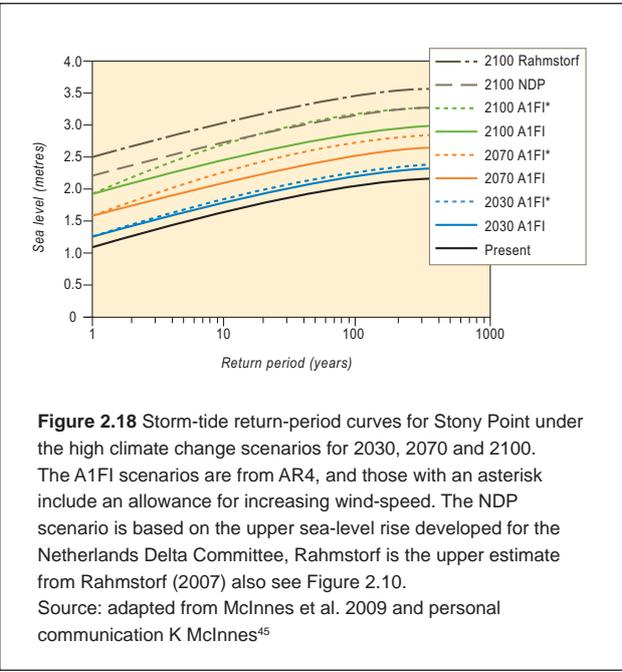 4.0
3.5
3.0
2.5
2.0
1.5
1.0
0.5
0
Sea level (metres)
1
10
100
1000
Return period (years)
2100 Rahmstorf
2100 NDP
2100 A1FI*
2100 A1FI
2070 A1FI*
2070 A1FI
2030 A1FI*
2030 A1FI
Present
Figure 2.18 Storm-tide return-period curves for Stony Point under
the high climate change scenarios for 2030, 2070 and 2100.
The A1FI scenarios are from AR4, and those with an asterisk
include an allowance for increasing wind-speed. The NDP
scenario is based on the upper sea-level rise developed for the
Netherlands Delta Committee, Rahmstorf is the upper estimate
from Rahmstorf (2007) also see Figure 2.10.
Source: adapted from McInnes et al. 2009 and personal
communication K McInnes⁴⁵